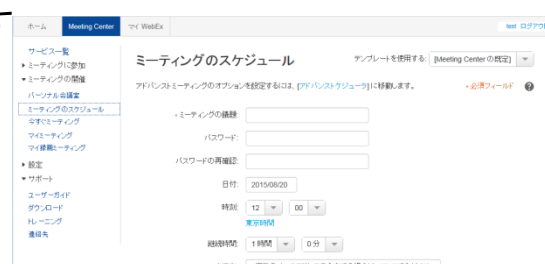 ホーム
Meeting Center
マイ WebEx
test ログアウ
サービス一覧
▸ ミーティングに参加
▾ ミーティングの開催
パーソナル会議室
ミーティングのスケジュール
今すぐミーティング
マイミーティング
マイ録画ミーティング
▸ 設定
▾ サポート
ユーザーガイド
ダウンロード
トレーニング
連絡先
ミーティングのスケジュール
テンプレートを使用する: [Meeting Center の既定]
アドバンストミーティングのオプションを設定するには、[アドバンストケジューラ]に移動します。
* 必須フィールド
* ミーティングの議題:
パスワード:
パスワードの再確認:
日付: 2015/08/20
時刻: 12 00
東京時間
継続時間: 1 時間 0 分